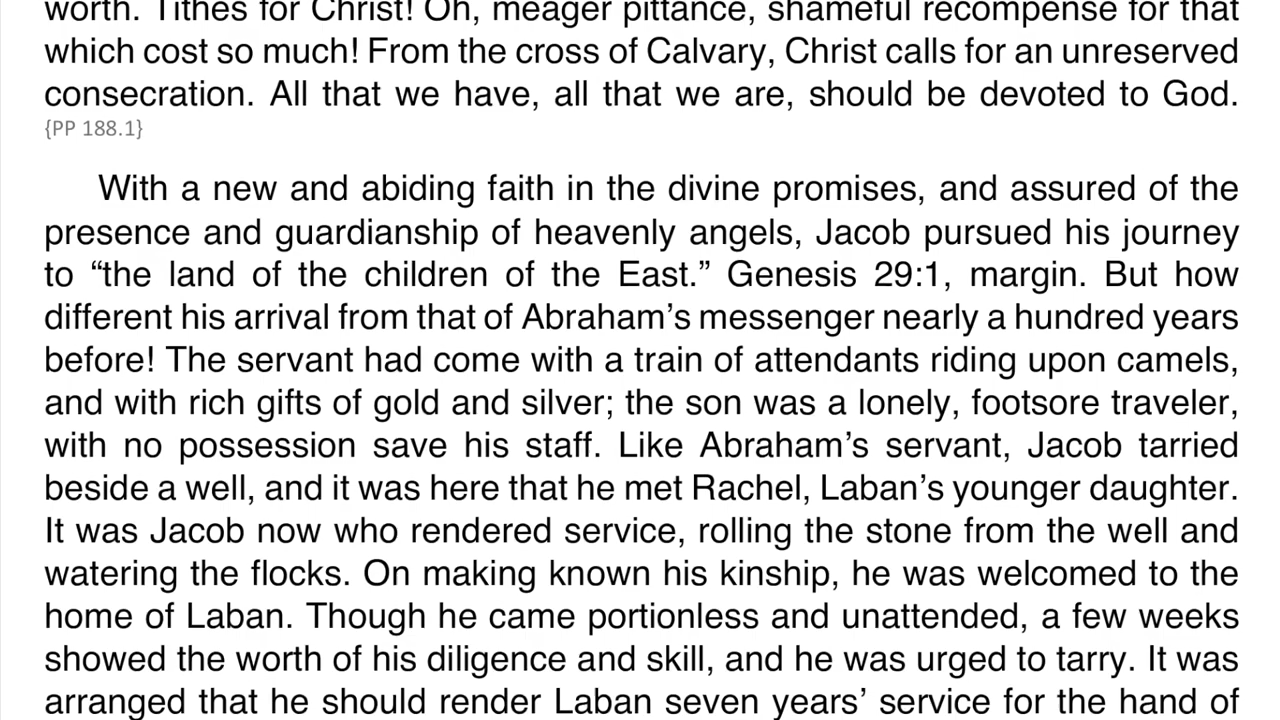 worth. Tithes for Christ! Oh, meager pittance, shameful recompense for that
which cost so much! From the cross of Calvary, Christ calls for an unreserved
consecration. All that we have, all that we are, should be devoted to God.
{PP 188.1}
With a new and abiding faith in the divine promises, and assured of the
presence and guardianship of heavenly angels, Jacob pursued his journey
to “the land of the children of the East.” Genesis 29:1, margin. But how
different his arrival from that of Abraham’s messenger nearly a hundred years
before! The servant had come with a train of attendants riding upon camels,
and with rich gifts of gold and silver; the son was a lonely, footsore traveler,
with no possession save his staff. Like Abraham’s servant, Jacob tarried
beside a well, and it was here that he met Rachel, Laban’s younger daughter.
It was Jacob now who rendered service, rolling the stone from the well and
watering the flocks. On making known his kinship, he was welcomed to the
home of Laban. Though he came portionless and unattended, a few weeks
showed the worth of his diligence and skill, and he was urged to tarry. It was
arranged that he should render Laban seven years’ service for the hand of